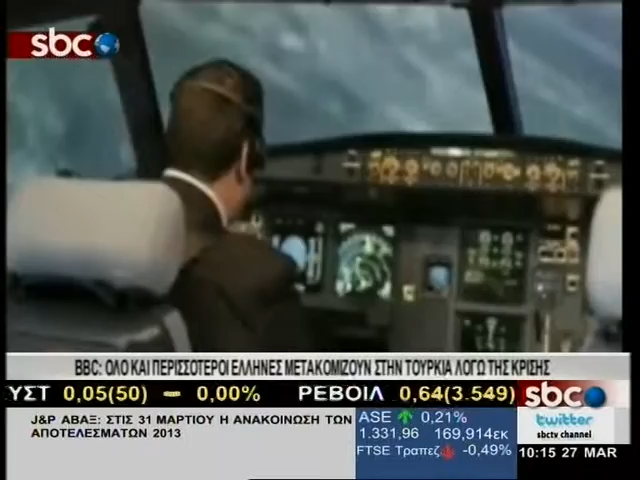 sbc
BBC: ΟΛΟ ΚΑΙ ΠΕΡΙΣΣΟΤΕΡΟΙ ΕΛΛΗΝΕΣ ΜΕΤΑΚΟΜΙΖΟΥΝ ΣΤΗΝ ΤΟΥΡΚΙΑ ΛΟΓΩ ΤΗΣ ΚΡΙΣΗΣ
ΥΣΤ 0,05(50) – 0,00% ΡΕΒΟΙΛ 0,64(3.549) sbc
J&P ΑΒΑΞ: ΣΤΙΣ 31 ΜΑΡΤΙΟΥ Η ΑΝΑΚΟΙΝΩΣΗ ΤΩΝ
ΑΠΟΤΕΛΕΣΜΑΤΩΝ 2013
ASE 0,21%
1.331,96 169,914εκ
FTSE Τραπεζ -0,49%
twitter
sbctv channel
10:15 27 MAR